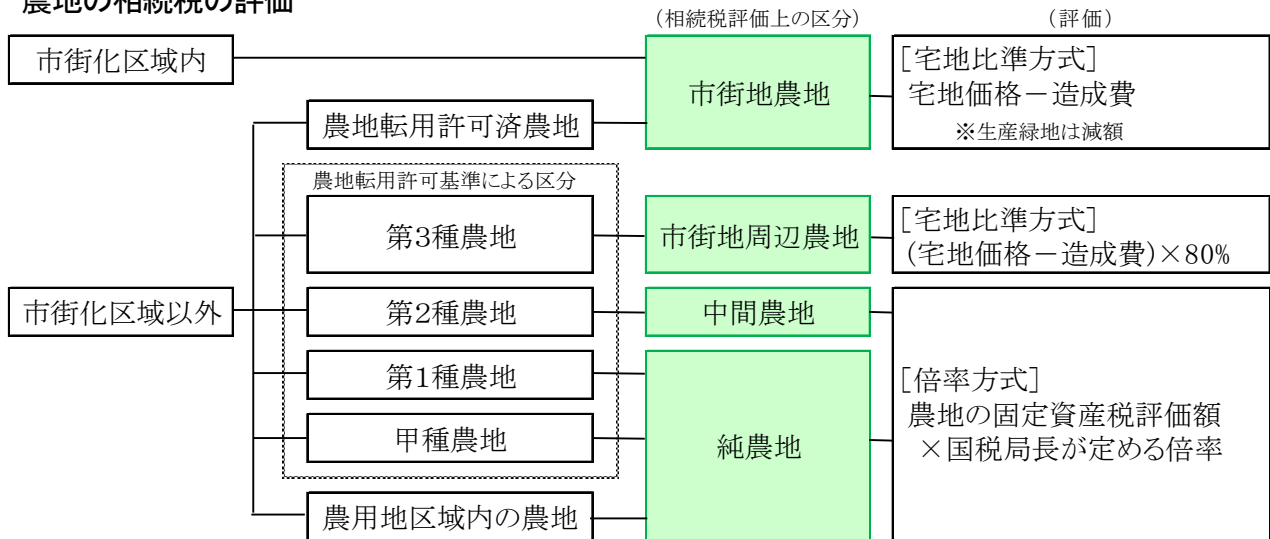 農地の相続税の評価
(相続税評価上の区分)
(評価)
市街化区域内
市街地農地
[宅地比準方式]
宅地価格－造成費
※生産緑地は減額
農地転用許可済農地
農地転用許可基準による区分
第3種農地
市街地周辺農地
[宅地比準方式]
(宅地価格－造成費)×80%
市街化区域以外
第2種農地
中間農地
第1種農地
甲種農地
純農地
[倍率方式]
農地の固定資産税評価額
×国税局長が定める倍率
農用地区域内の農地